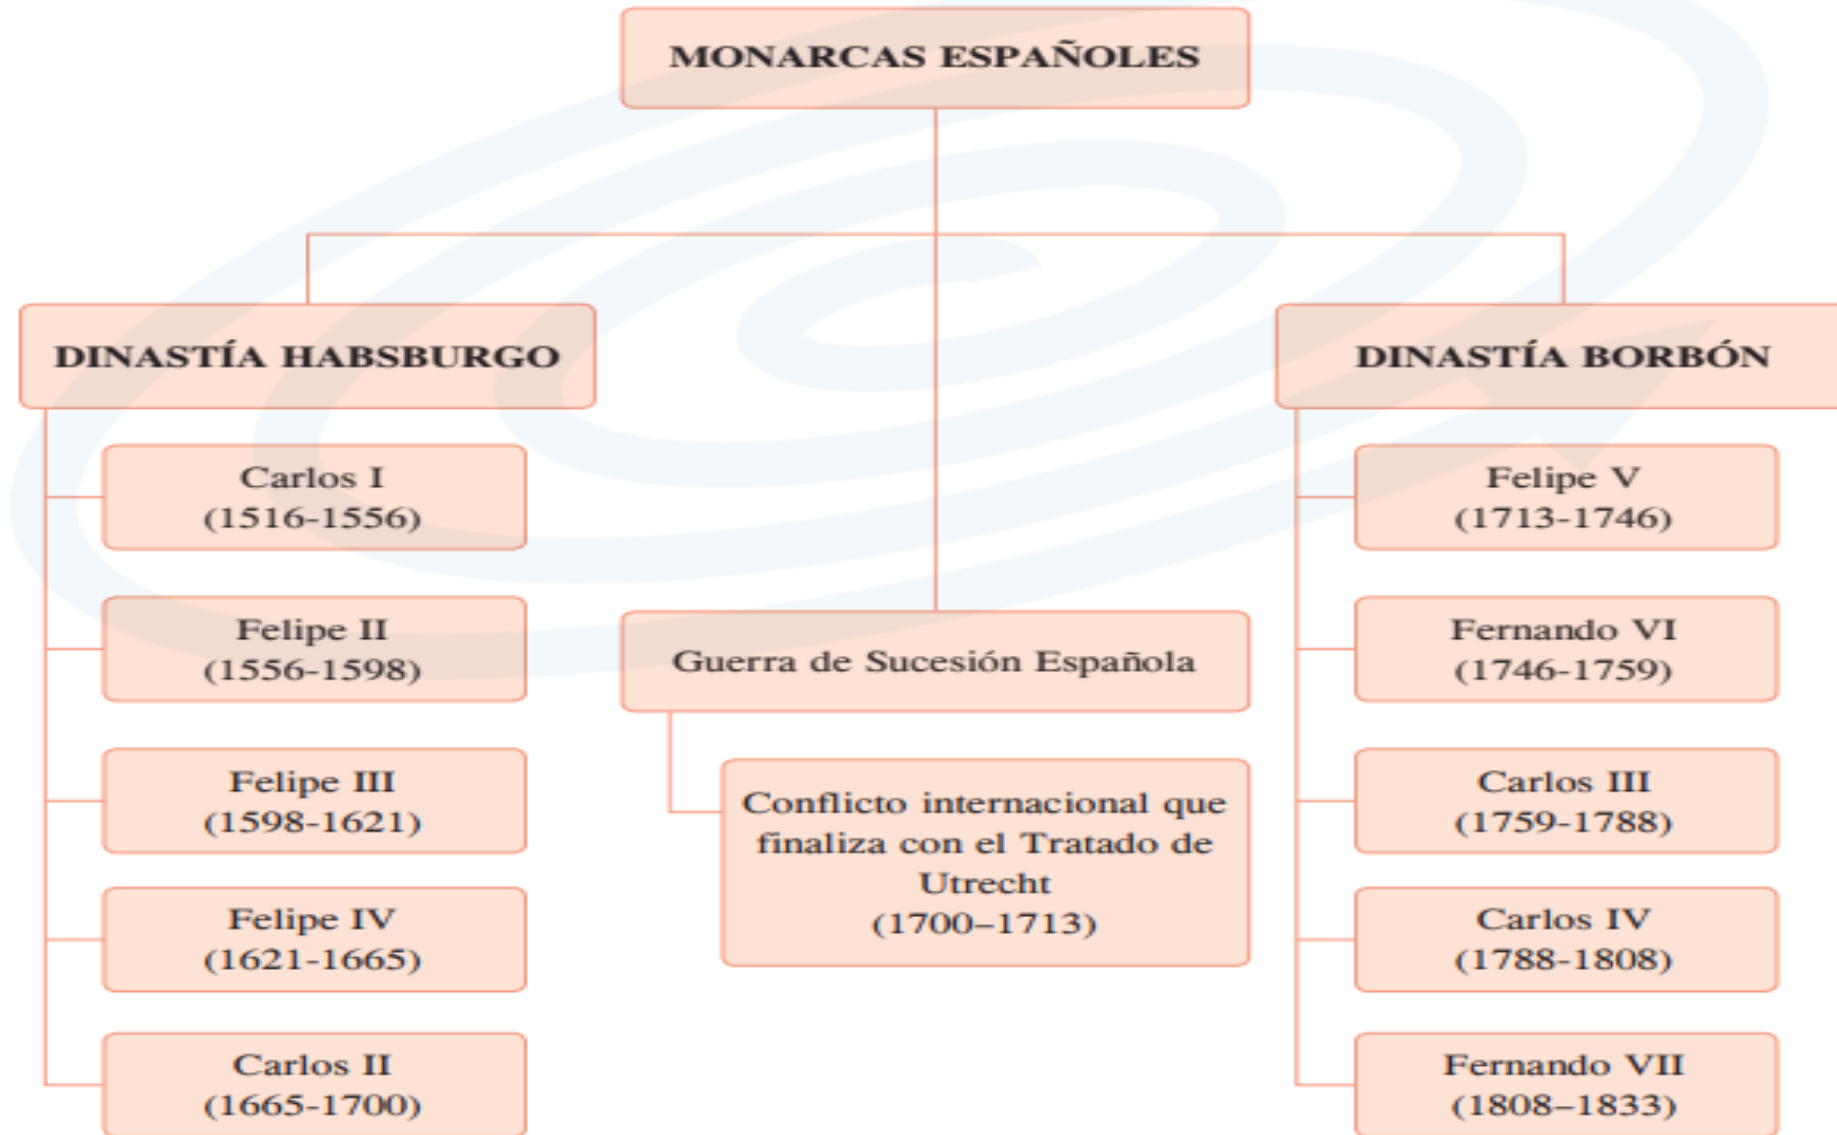 MONARCAS ESPAÑOLES
DINASTÍA HABSBURGO
Carlos I
(1516-1556)
Felipe II
(1556-1598)
Felipe III
(1598-1621)
Felipe IV
(1621-1665)
Carlos II
(1665-1700)
Guerra de Sucesión Española
Conflicto internacional que
finaliza con el Tratado de
Utrecht
(1700–1713)
DINASTÍA BORBÓN
Felipe V
(1713-1746)
Fernando VI
(1746-1759)
Carlos III
(1759-1788)
Carlos IV
(1788-1808)
Fernando VII
(1808–1833)